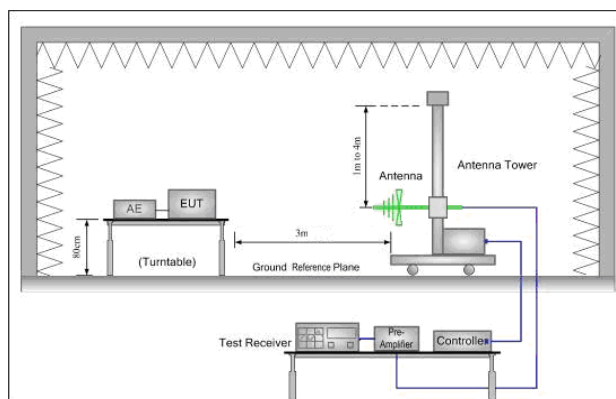 1m to 4m
Antenna
Antenna Tower
AE
EUT
80cm
(Turntable)
3m
Ground Reference Plane
Test Receiver
Pre-
Amplifier
Controller